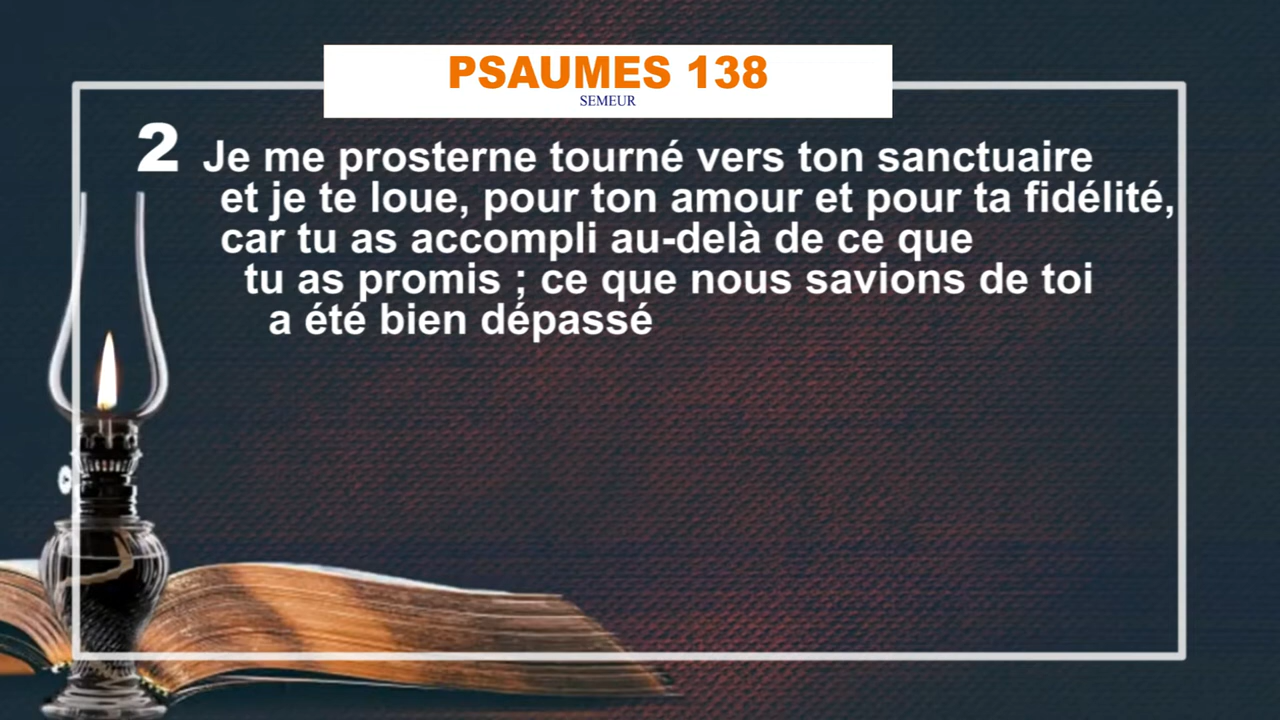 PSAUMES 138
SEMEUR
2 Je me prosterne tourné vers ton sanctuaire
et je te loue, pour ton amour et pour ta fidélité,
car tu as accompli au-delà de ce que
tu as promis ; ce que nous savions de toi
a été bien dépassé